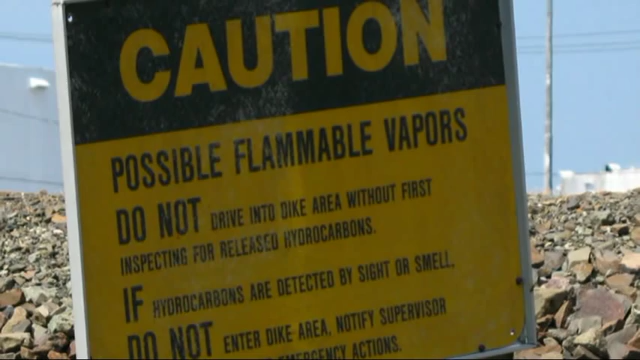 CAUTION
POSSIBLE FLAMMABLE VAPORS
DO NOT DRIVE INTO DIKE AREA WITHOUT FIRST
INSPECTING FOR RELEASED HYDROCARBONS.
IF HYDROCARBONS ARE DETECTED BY SIGHT OR SMELL,
DO NOT ENTER DIKE AREA, NOTIFY SUPERVISOR
EMERGENCY ACTIONS.